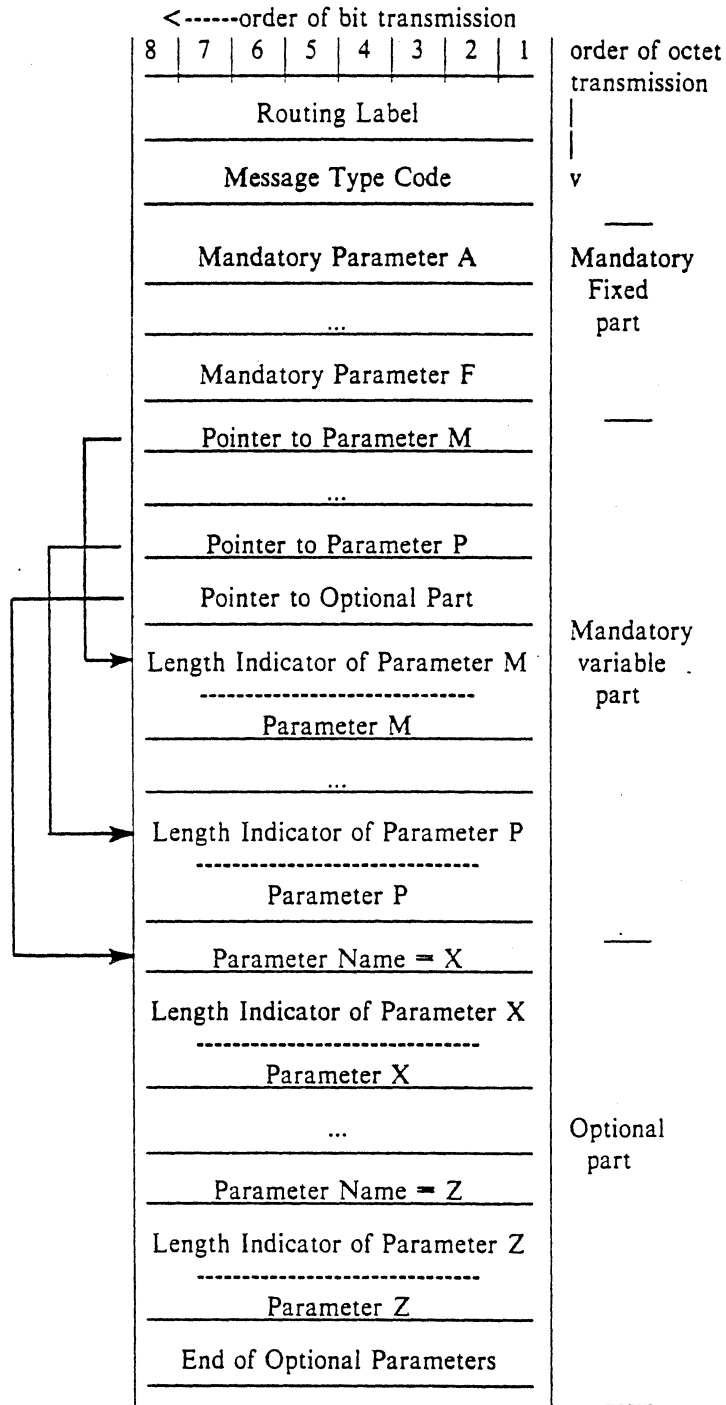 <------order of bit transmission
8 | 7 | 6 | 5 | 4 | 3 | 2 | 1
order of octet
transmission
|
|
v
Routing Label
Message Type Code
Mandatory Parameter A
Mandatory
Fixed
part
...
Mandatory Parameter F
Pointer to Parameter M
...
Pointer to Parameter P
Pointer to Optional Part
Mandatory
variable
part
Length Indicator of Parameter M
Parameter M
...
Length Indicator of Parameter P
Parameter P
Parameter Name = X
Length Indicator of Parameter X
Parameter X
...
Optional
part
Parameter Name = Z
Length Indicator of Parameter Z
Parameter Z
End of Optional Parameters